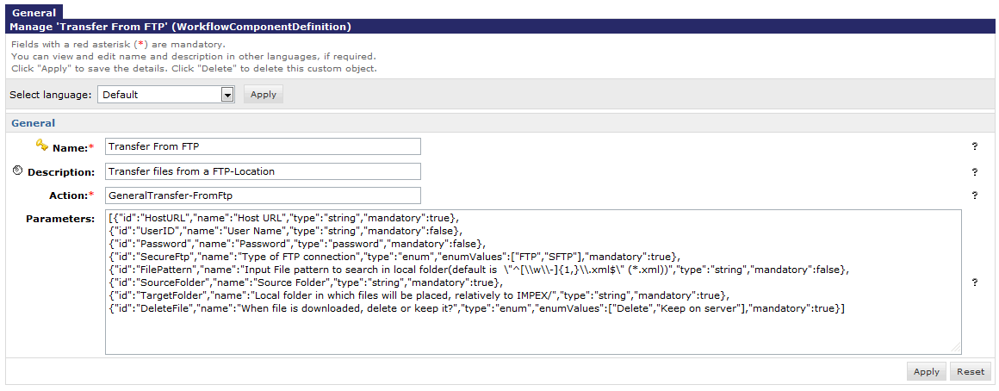 General
Manage 'Transfer From FTP' (WorkflowComponentDefinition)
Fields with a red asterisk (*) are mandatory.
You can view and edit name and description in other languages, if required.
Click "Apply" to save the details. Click "Delete" to delete this custom object.
Select language: Default Apply
General
Name:* Transfer From FTP ?
Description: Transfer files from a FTP-Location ?
Action:* GeneralTransfer-FromFtp ?
Parameters: [{"id":"HostURL","name":"Host URL","type":"string","mandatory":true},
{"id":"UserID","name":"User Name","type":"string","mandatory":false},
{"id":"Password","name":"Password","type":"password","mandatory":false},
{"id":"SecureFtp","name":"Type of FTP connection","type":"enum","enumValues":["FTP","SFTP"],"mandatory":true},
{"id":"FilePattern","name":"Input File pattern to search in local folder(default is  \"^[\\w\\-]{1,}\\.xml$\" (*.xml))","type":"string","mandatory":false},
{"id":"SourceFolder","name":"Source Folder","type":"string","mandatory":true},
?
{"id":"TargetFolder","name":"Local folder in which files will be placed, relatively to IMPEX/","type":"string","mandatory":true},
{"id":"DeleteFile","name":"When file is downloaded, delete or keep it?","type":"enum","enumValues":["Delete","Keep on server"],"mandatory":true}]
Apply Reset